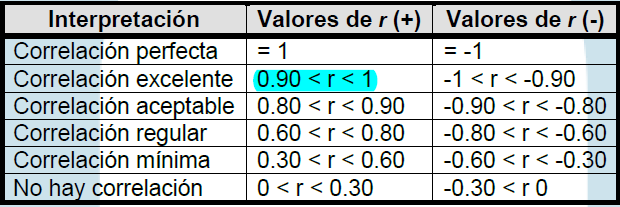 Interpretación Valores de r (+) Valores de r (-)
Correlación perfecta = 1 = -1
Correlación excelente 0.90 < r < 1 -1 < r < -0.90
Correlación aceptable 0.80 < r < 0.90 -0.90 < r < -0.80
Correlación regular 0.60 < r < 0.80 -0.80 < r < -0.60
Correlación mínima 0.30 < r < 0.60 -0.60 < r < -0.30
No hay correlación 0 < r < 0.30 -0.30 < r 0